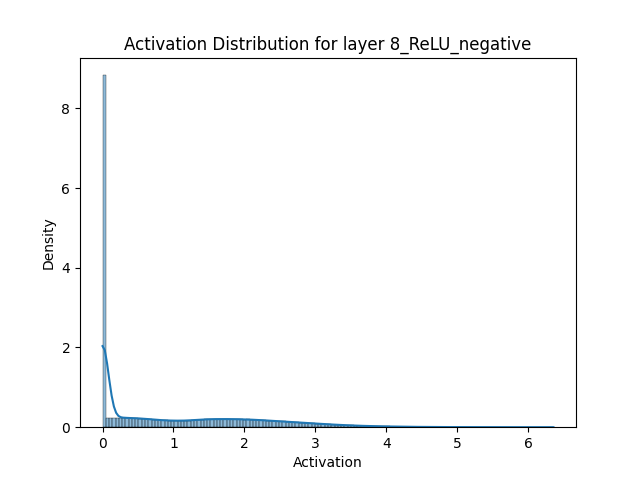 Activation Distribution for layer 8_ReLU_negative
8
6
4
2
0
Density
0 1 2 3 4 5 6
Activation